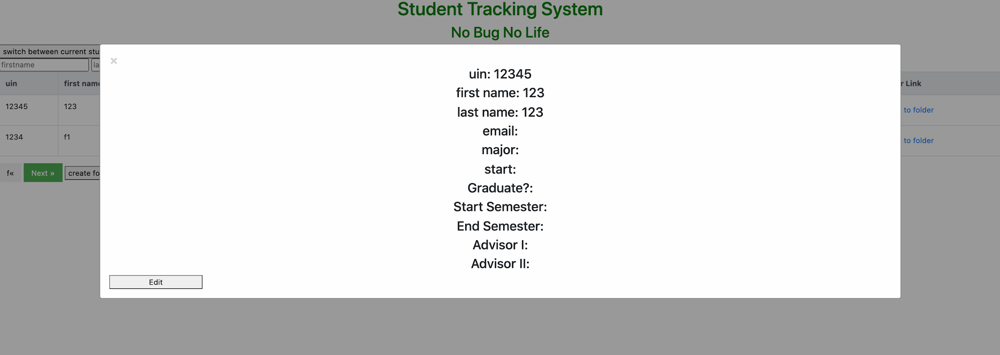 Student Tracking System
No Bug No Life
switch between current stu
firstname la
×
uin first name r Link
12345 123 to folder
1234 f1 to folder
f« Next » create fo
uin: 12345
first name: 123
last name: 123
email:
major:
start:
Graduate?:
Start Semester:
End Semester:
Advisor I:
Advisor II:
Edit